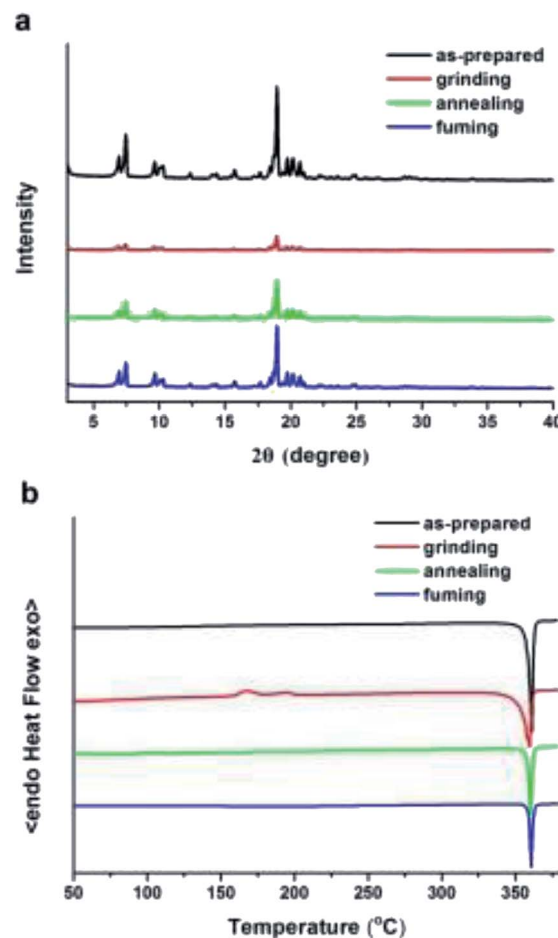 a
as-prepared
grinding
annealing
fuming
Intensity
5 10 15 20 25 30 35 40
2θ (degree)
b
as-prepared
grinding
annealing
fuming
<endo Heat Flow exo>
50 100 150 200 250 300 350
Temperature (°C)